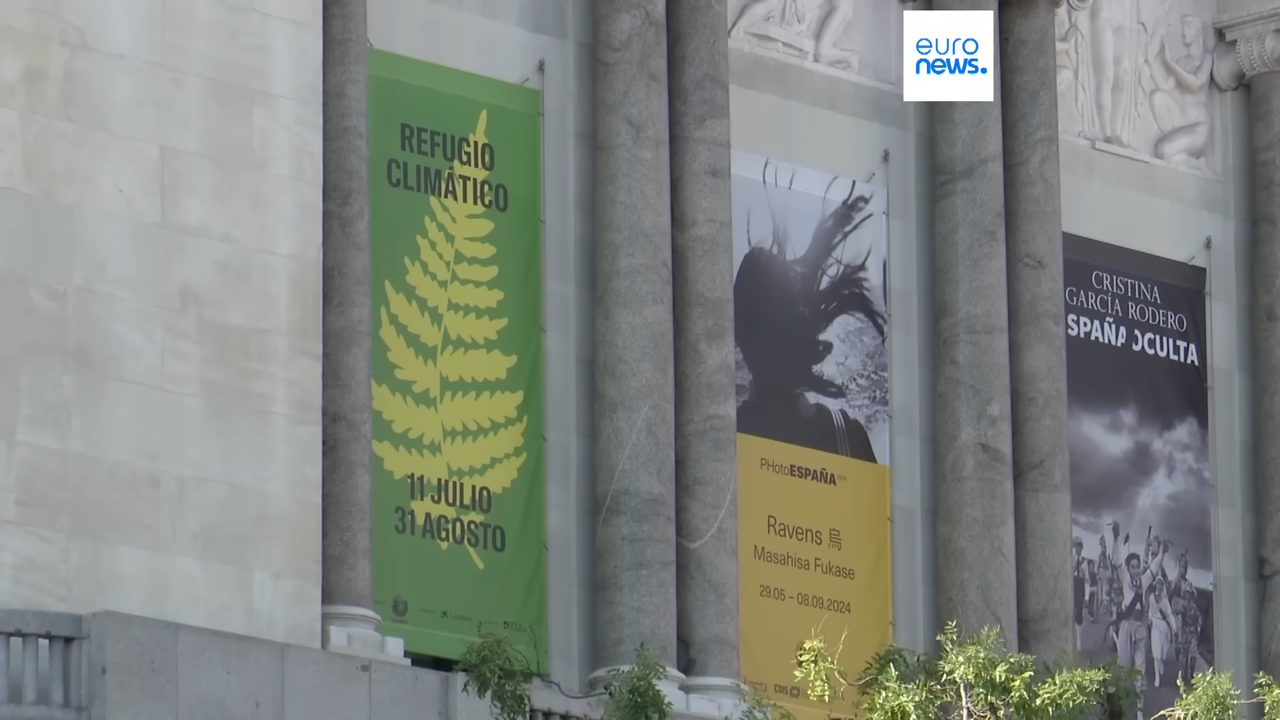 euro
news.
REFUGIO
CLIMÁTICO
11 JULIO
31 AGOSTO
PHotoESPAÑA
Ravens 烏
Masahisa Fukase
29.05 – 08.09.2024
CRISTINA
GARCÍA RODERO
SPAÑA OCULTA